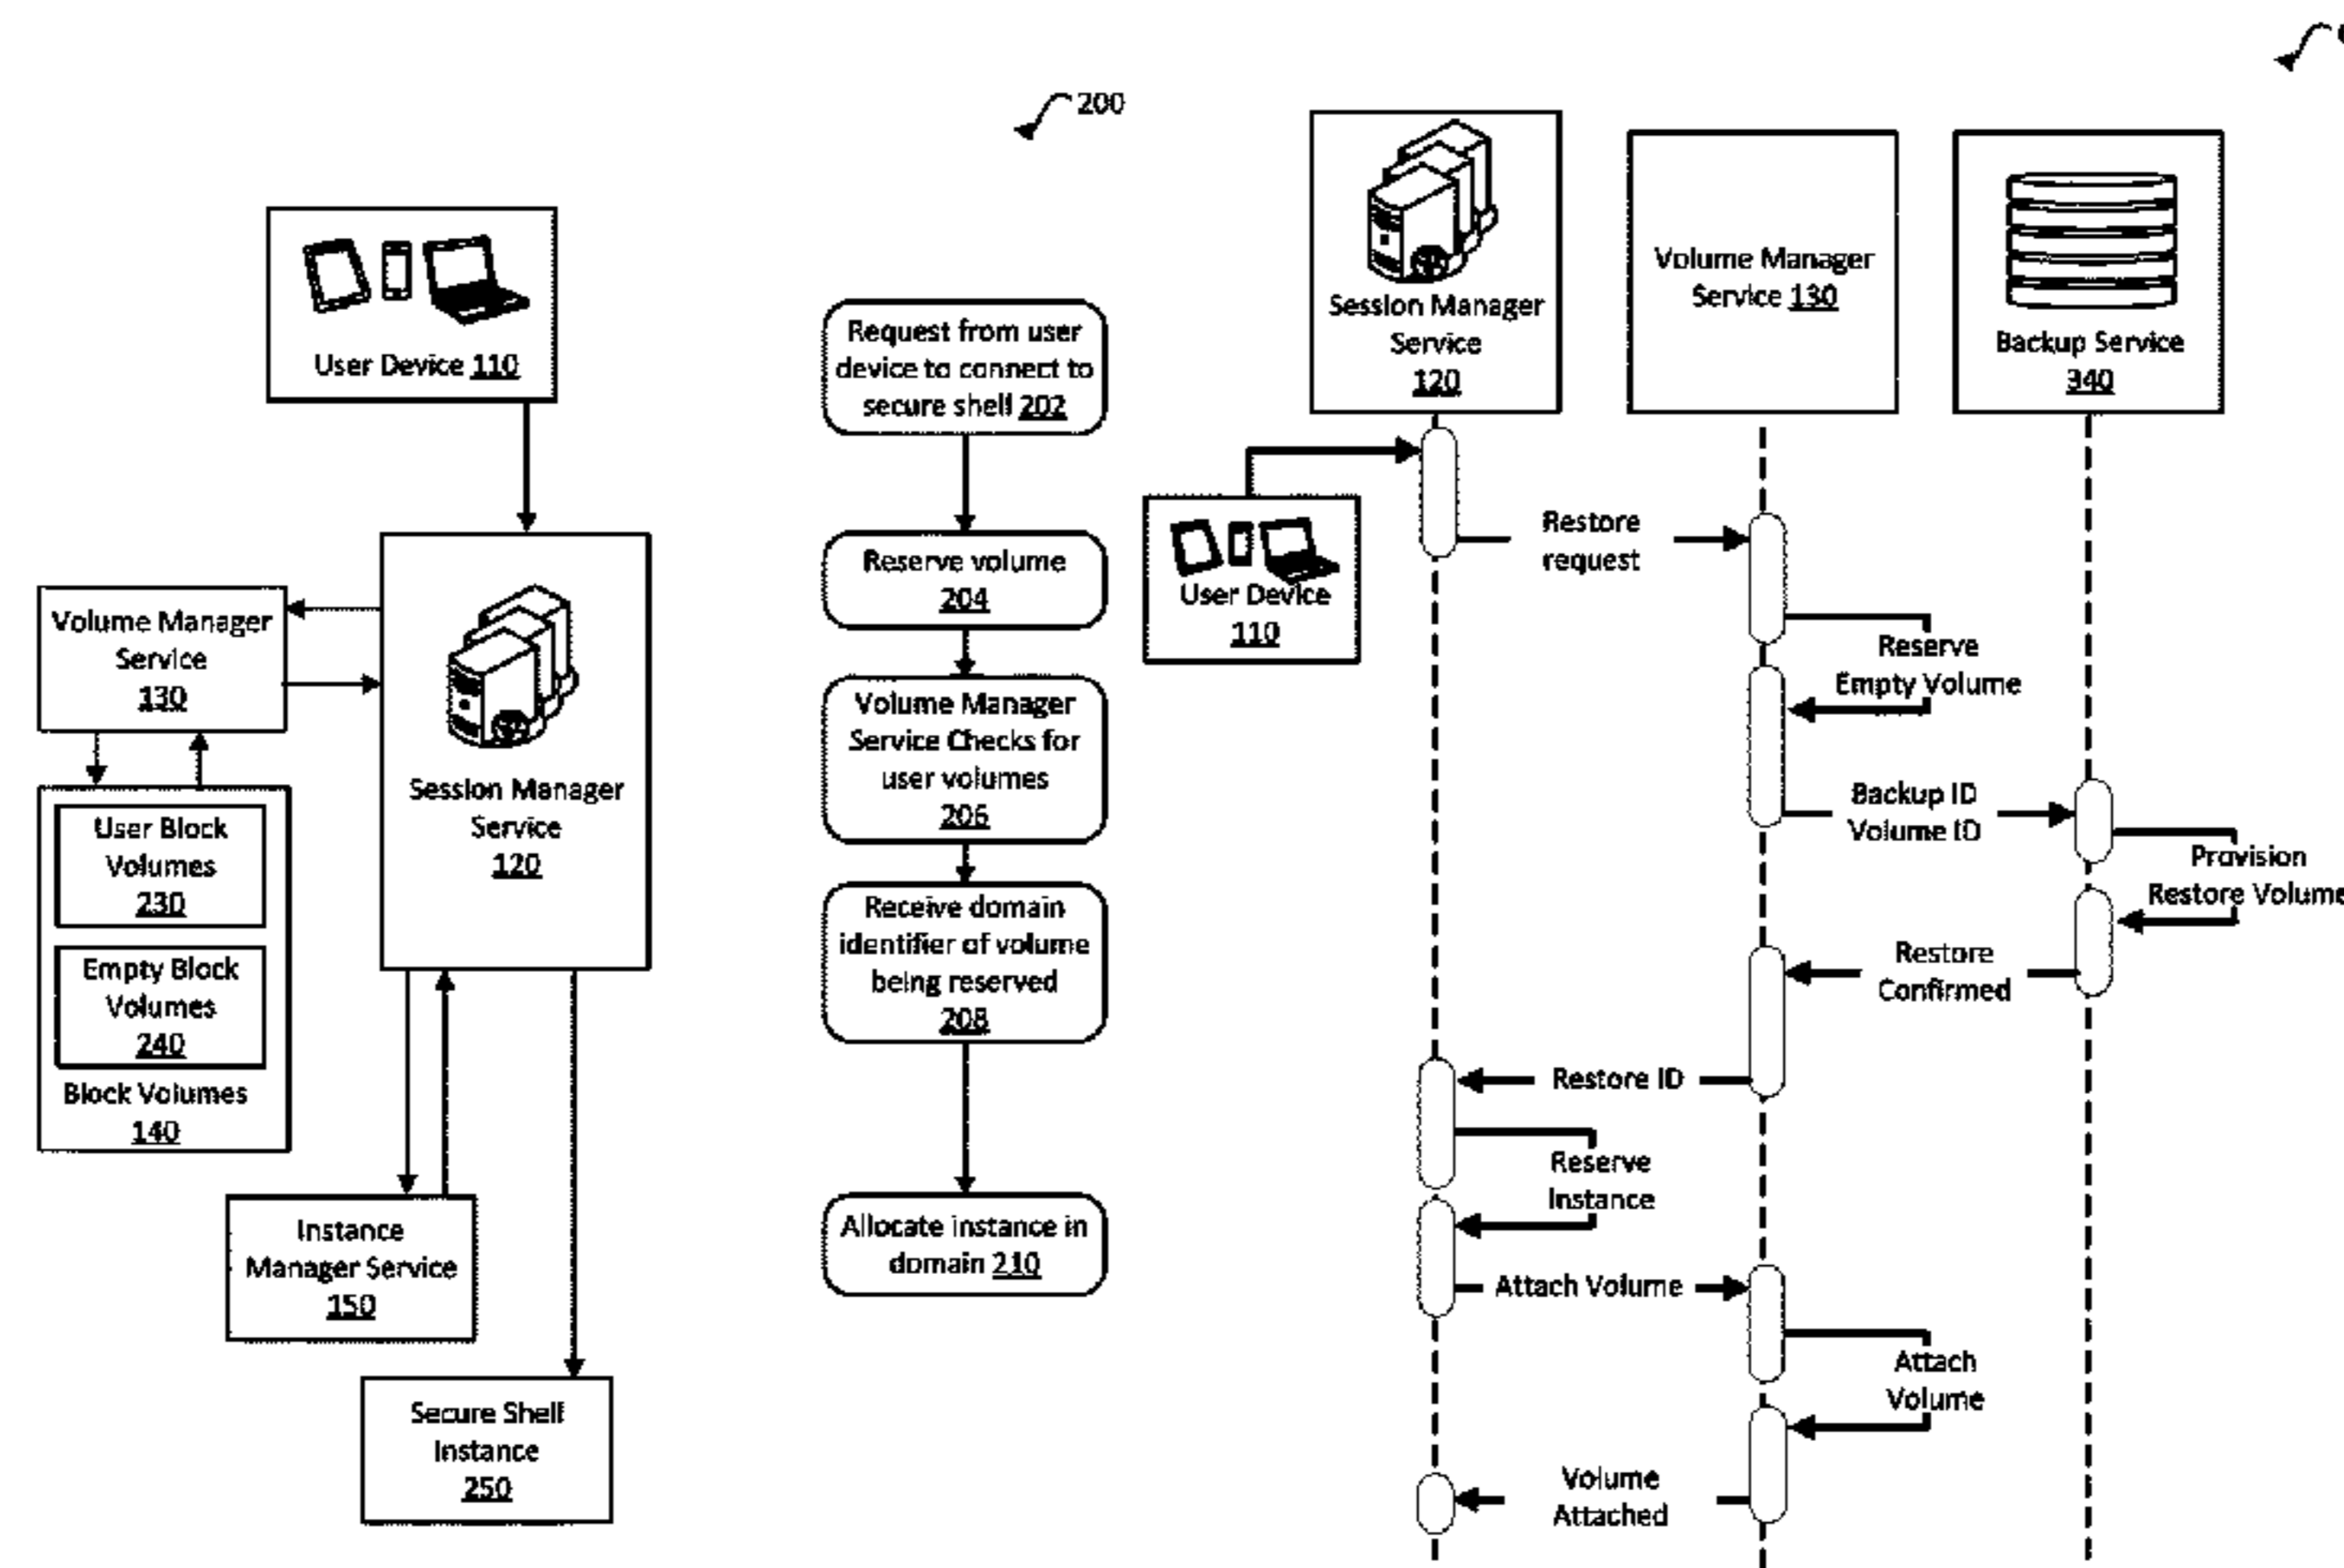 200
User Device 110
Volume Manager
Service
130
User Block
Volumes
230
Empty Block
Volumes
240
Block Volumes
140
Session Manager
Service
120
Instance
Manager Service
150
Secure Shell
Instance
250
Request from user
device to connect to
secure shell 202
Reserve volume
204
Volume Manager
Service Checks for
user volumes
206
Receive domain
identifier of volume
being reserved
208
Allocate instance in
domain 210
Session Manager
Service
120
Volume Manager
Service 130
Backup Service
340
User Device
110
Restore
request
Reserve
Empty Volume
Backup ID
Volume ID
Provision
Restore Volume
Restore
Confirmed
Restore ID
Reserve
Instance
Attach Volume
Attach
Volume
Volume
Attached